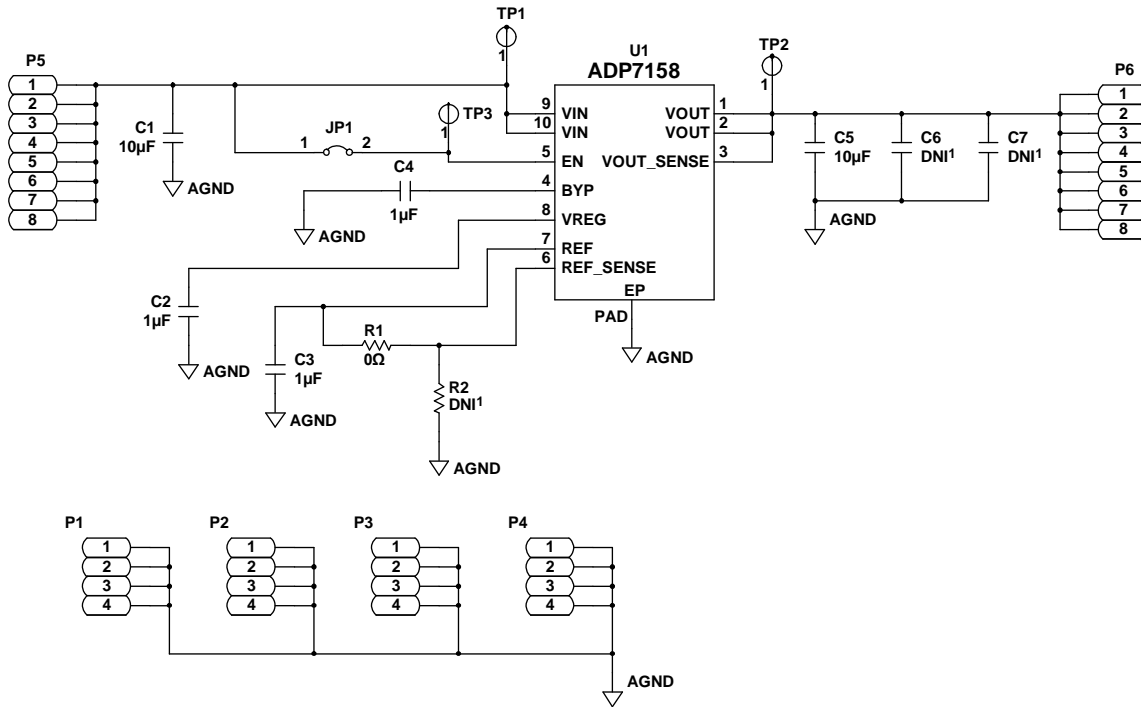 TP1
1
U1
ADP7158
TP2
1
P5
1
2
3
4
5
6
7
8
C1
10µF
AGND
JP1
1 2
TP3
1
C4
1µF
AGND
9 VIN
10 VIN
5 EN
4 BYP
8 VREG
7 REF
6 REF_SENSE
VOUT 1
VOUT 2
VOUT_SENSE 3
EP
PAD
AGND
C5
10µF
C6
DNI¹
C7
DNI¹
AGND
P6
1
2
3
4
5
6
7
8
C2
1µF
AGND
C3
1µF
AGND
R1
0Ω
R2
DNI¹
AGND
P1
1
2
3
4
P2
1
2
3
4
P3
1
2
3
4
P4
1
2
3
4
AGND